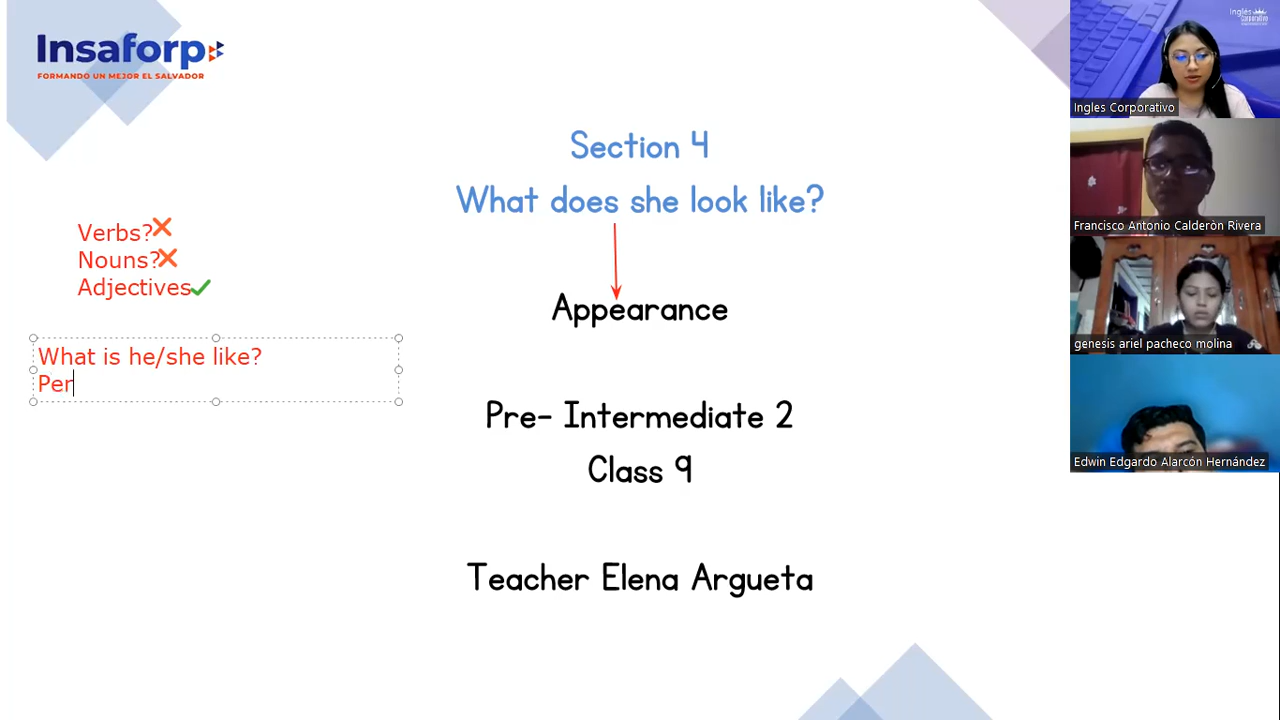 Insaforp
FORMANDO UN MEJOR EL SALVADOR
Section 4
What does she look like?
Verbs?
Nouns?
Adjectives
Appearance
What is he/she like?
Per
Pre- Intermediate 2
Class 9
Teacher Elena Argueta
Inglés
Corporativo
Ingles Corporativo
Francisco Antonio Calderòn Rivera
genesis ariel pacheco molina
Edwin Edgardo Alarcón Hernández